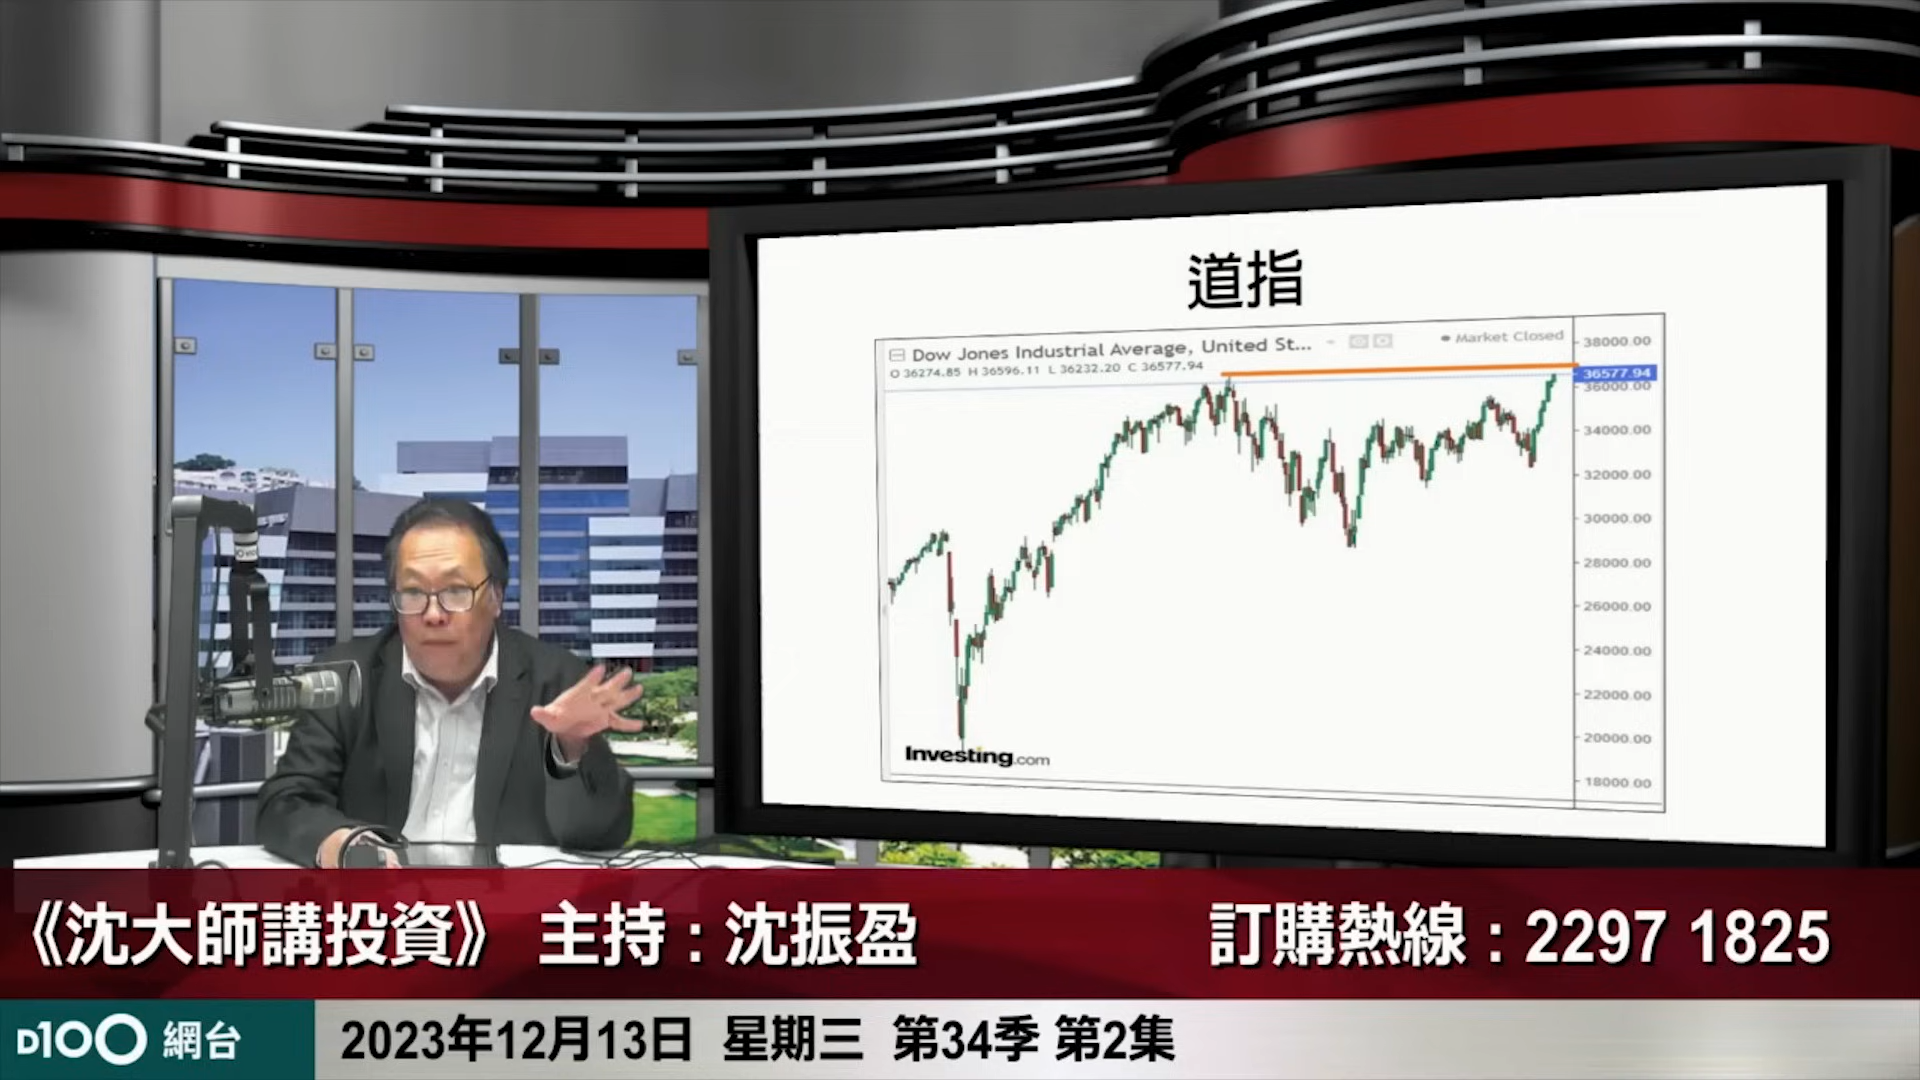 道指
Dow Jones Industrial Average, United St...
Market Closed
O 36274.85 H 36596.11 L 36232.20 C 36577.94
38000.00
36577.94
36000.00
34000.00
32000.00
30000.00
28000.00
26000.00
24000.00
22000.00
20000.00
18000.00
Investing.com
《沈大師講投資》 主持：沈振盈
訂購熱線：2297 1825
D100 網台
2023年12月13日 星期三 第34季 第2集